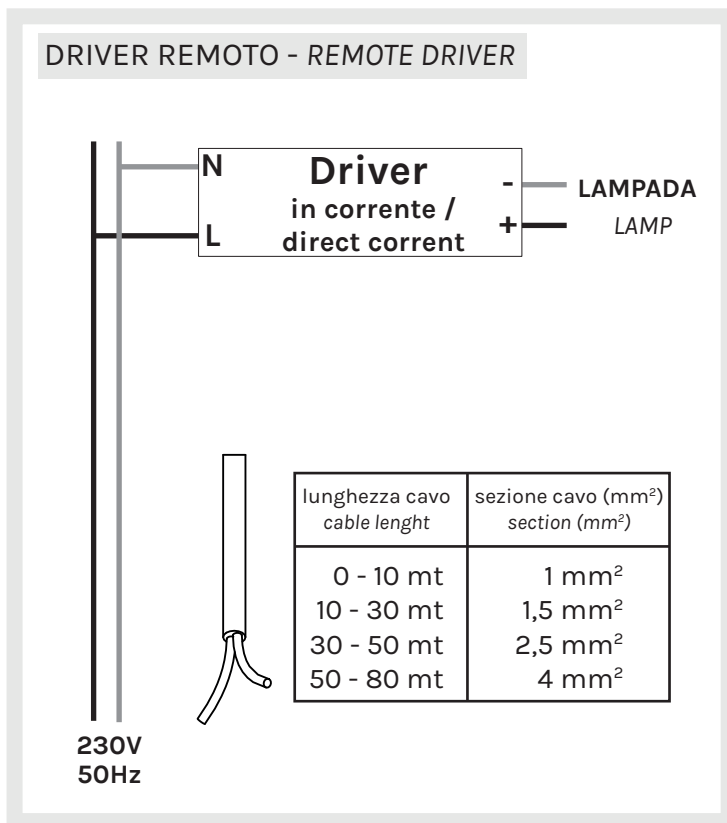 DRIVER REMOTO - REMOTE DRIVER
N
Driver
in corrente /
direct corrent
L
-
+
LAMPADA
LAMP
lunghezza cavo
cable lenght
sezione cavo (mm²)
section (mm²)
0 - 10 mt 1 mm²
10 - 30 mt 1,5 mm²
30 - 50 mt 2,5 mm²
50 - 80 mt 4 mm²
230V
50Hz